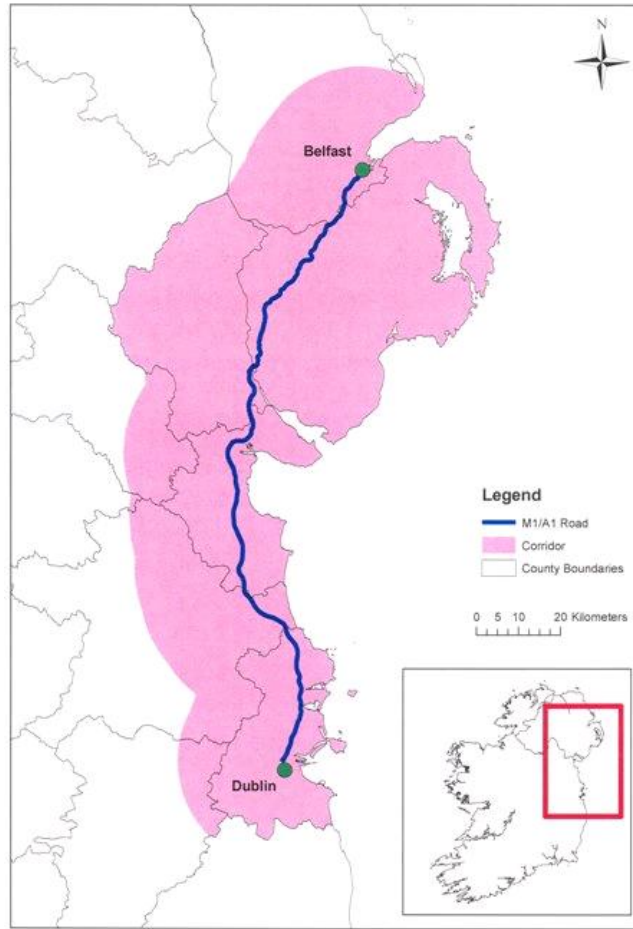 N
Belfast
Legend
M1/A1 Road
Corridor
County Boundaries
0 5 10 20 Kilometers
Dublin